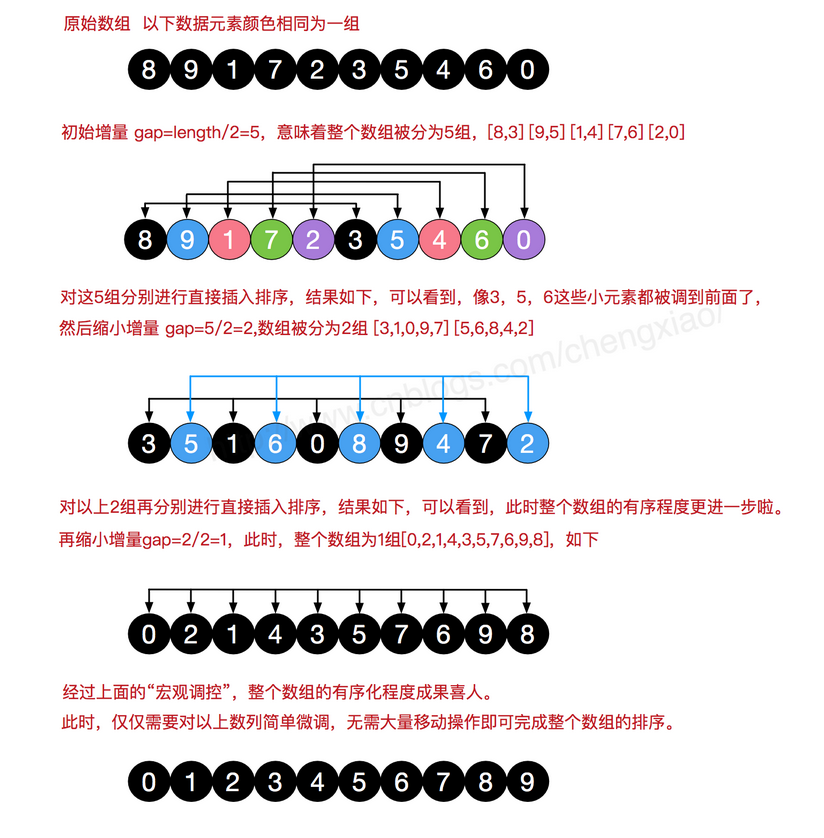 原始数组 以下数据元素颜色相同为一组
8 9 1 7 2 3 5 4 6 0
初始增量 gap=length/2=5，意味着整个数组被分为5组，[8,3] [9,5] [1,4] [7,6] [2,0]
8 9 1 7 2 3 5 4 6 0
对这5组分别进行直接插入排序，结果如下，可以看到，像3，5，6这些小元素都被调到前面了，
然后缩小增量 gap=5/2=2,数组被分为2组 [3,1,0,9,7] [5,6,8,4,2]
www.cnblogs.com/chengxiao/
3 5 1 6 0 8 9 4 7 2
对以上2组再分别进行直接插入排序，结果如下，可以看到，此时整个数组的有序程度更进一步啦。
再缩小增量gap=2/2=1，此时，整个数组为1组[0,2,1,4,3,5,7,6,9,8]，如下
0 2 1 4 3 5 7 6 9 8
经过上面的“宏观调控”，整个数组的有序化程度成果喜人。
此时，仅仅需要对以上数列简单微调，无需大量移动操作即可完成整个数组的排序。
0 1 2 3 4 5 6 7 8 9